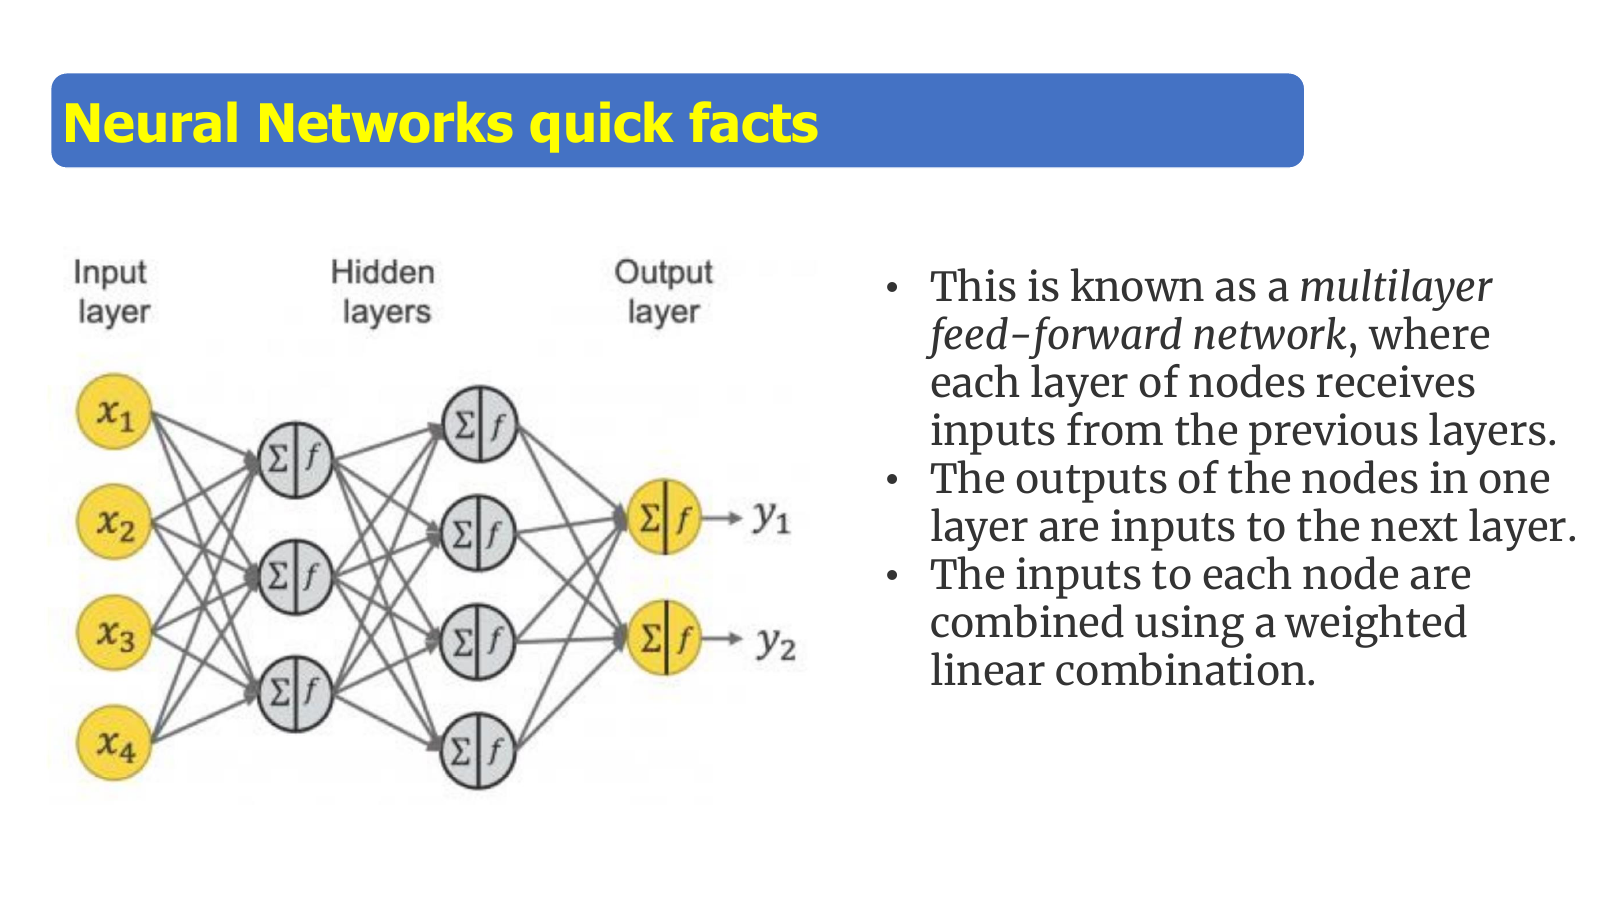 Neural Networks quick facts
Input
layer
Hidden
layers
Output
layer
x1
x2
x3
x4
Σ f
Σ f
Σ f
Σ f
Σ f
Σ f
Σ f
Σ f
Σ f
y1
y2
• This is known as a multilayer
feed-forward network, where
each layer of nodes receives
inputs from the previous layers.
• The outputs of the nodes in one
layer are inputs to the next layer.
• The inputs to each node are
combined using a weighted
linear combination.